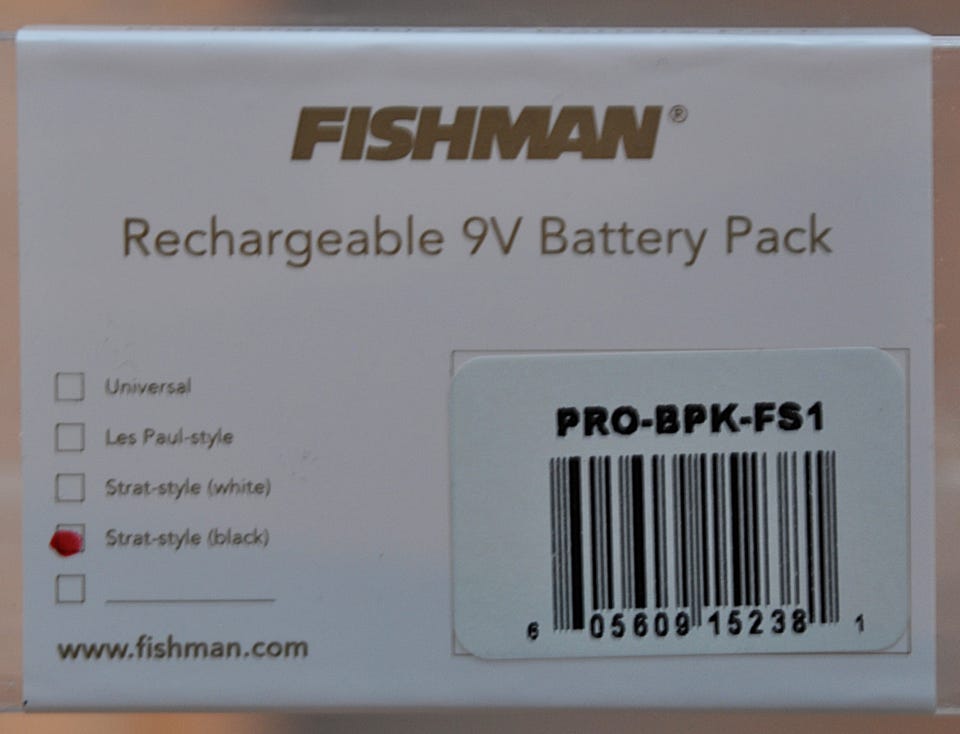 FISHMAN®
Rechargeable 9V Battery Pack
Universal
Les Paul-style
Strat-style (white)
Strat-style (black)
www.fishman.com
PRO-BPK-FS1
6 05609 15238 1